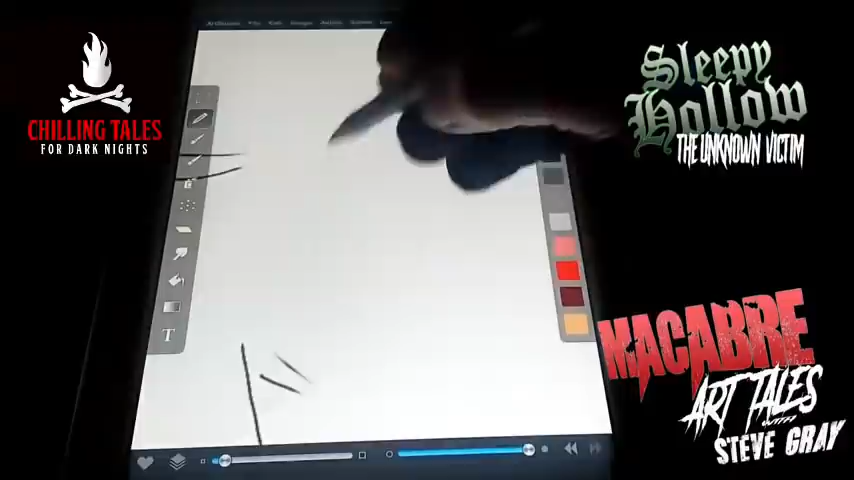 CHILLING TALES
FOR DARK NIGHTS
Sleepy
Hollow
THE UNKNOWN VICTIM
T
MACABRE
ART TALES
WITH
STEVE GRAY